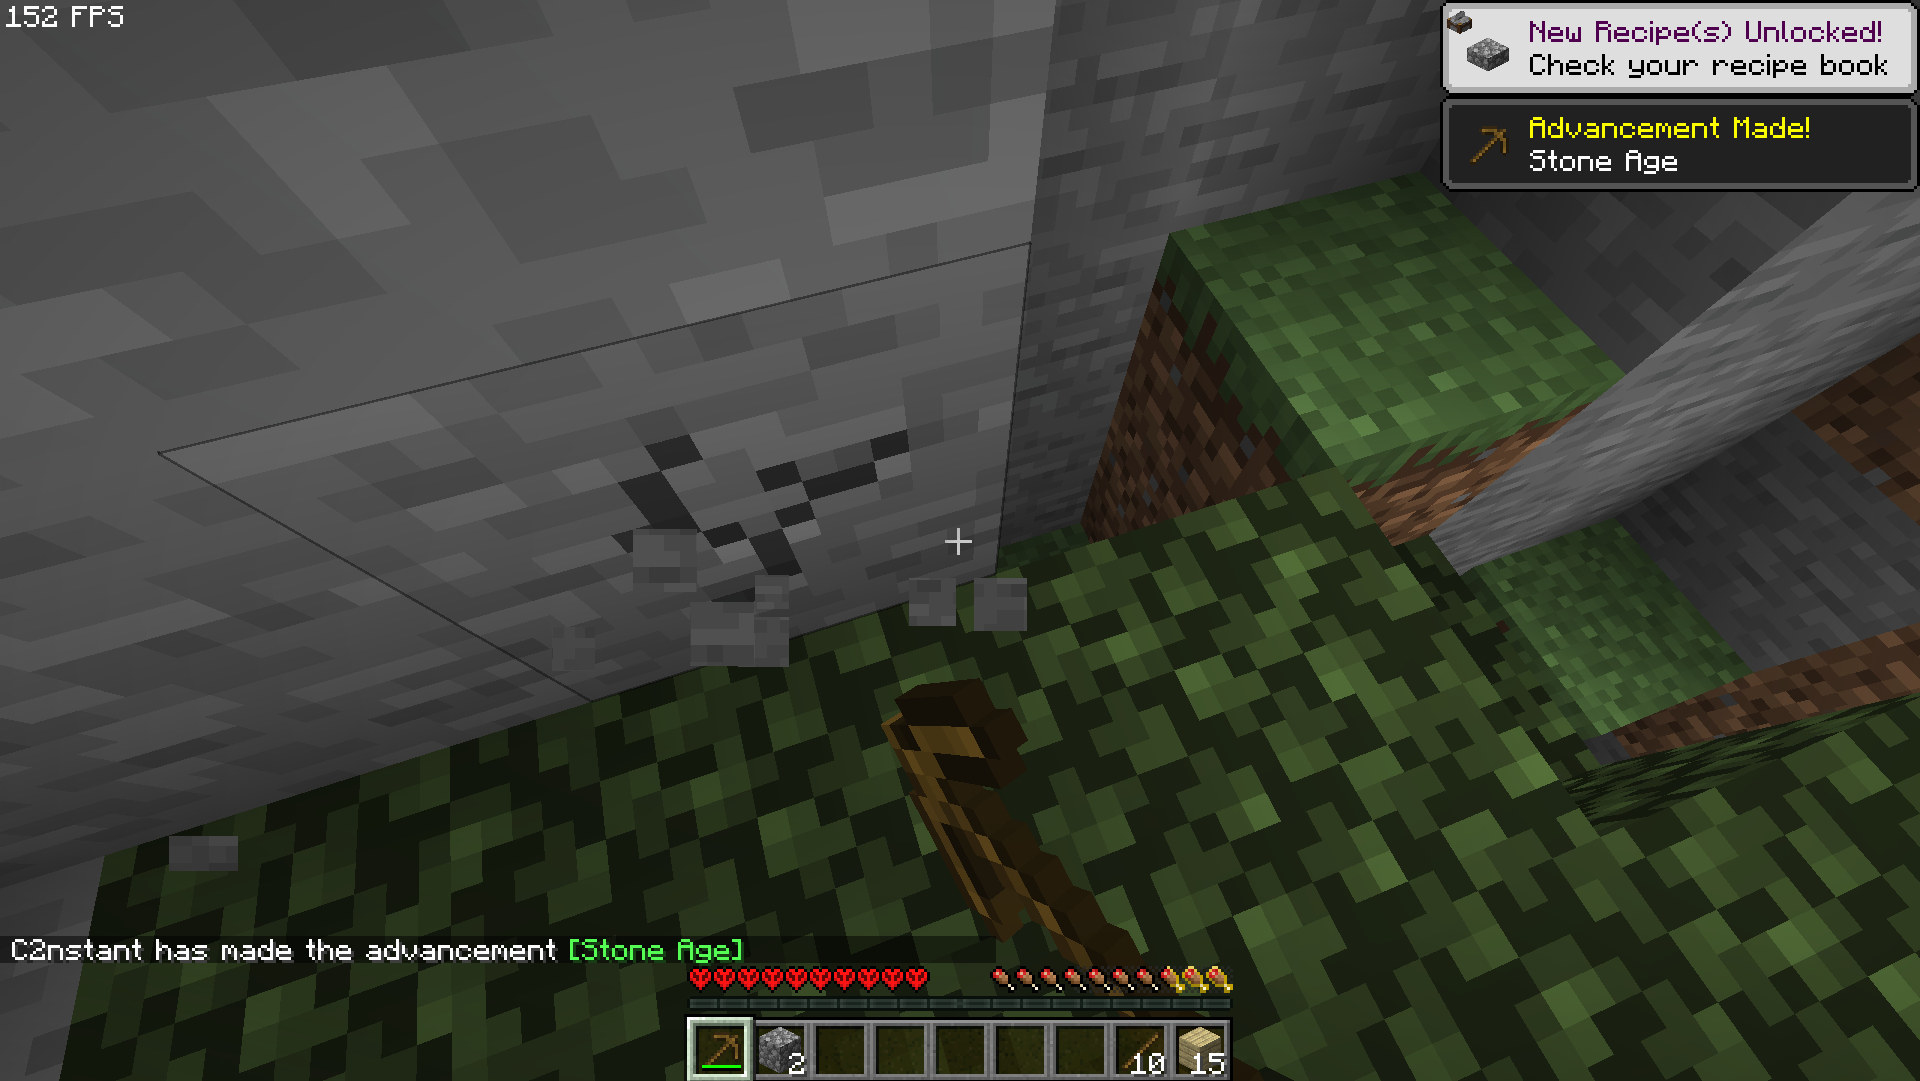 152 FPS
New Recipe(s) Unlocked!
Check your recipe book
Advancement Made!
Stone Age
C2nstant has made the advancement [Stone Age]
2
10
15